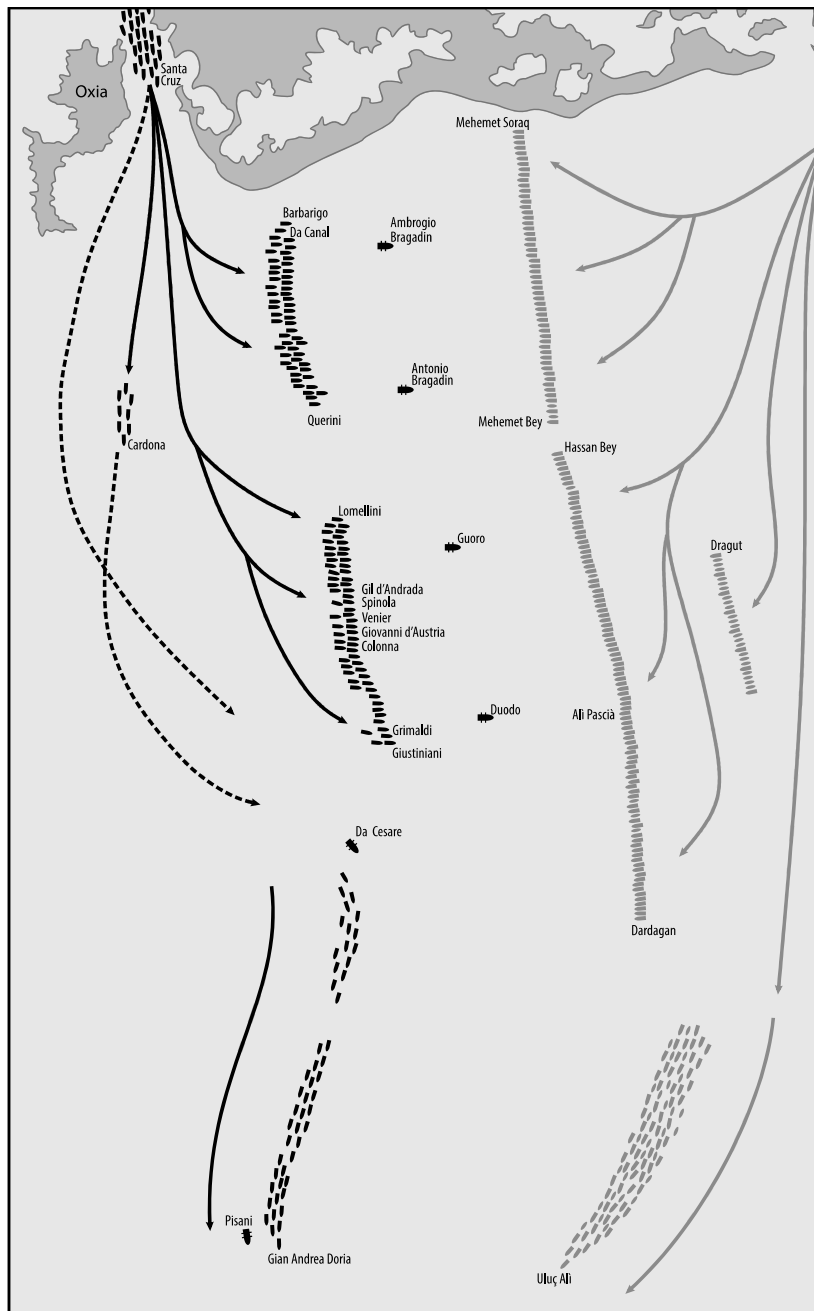 Santa
Cruz
Oxia
Mehemet Soraq
Barbarigo
Da Canal
Ambrogio
Bragadin
Antonio
Bragadin
Querini
Mehemet Bey
Cardona
Hassan Bey
Lomellini
Guoro
Dragut
Gil d'Andrada
Spinola
Venier
Giovanni d'Austria
Colonna
Duodo
Alì Pascià
Grimaldi
Giustiniani
Da Cesare
Dardagan
Pisani
Gian Andrea Doria
Uluç Alì